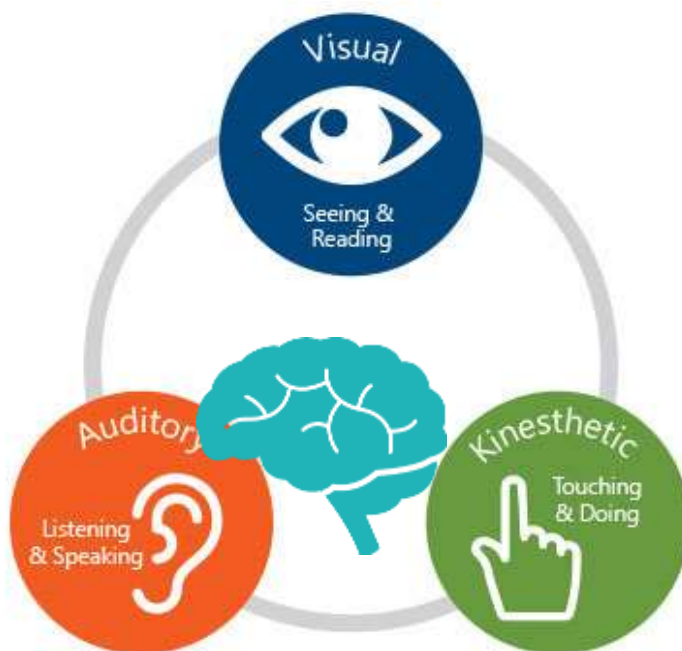 Visual
Seeing &
Reading
Auditory
Listening
& Speaking
Kinesthetic
Touching
& Doing